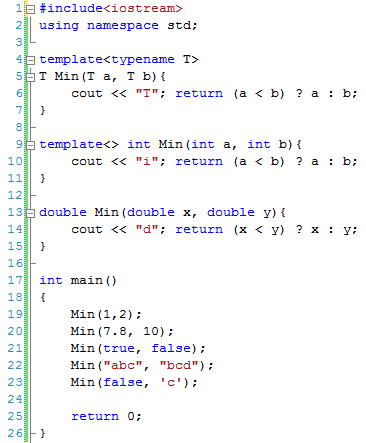 1 #include<iostream>
2 using namespace std;
3
4 template<typename T>
5 T Min(T a, T b){
6     cout << "T"; return (a < b) ? a : b;
7 }
8
9 template<> int Min(int a, int b){
10     cout << "i"; return (a < b) ? a : b;
11 }
12
13 double Min(double x, double y){
14     cout << "d"; return (x < y) ? x : y;
15 }
16
17 int main()
18 {
19     Min(1,2);
20     Min(7.8, 10);
21     Min(true, false);
22     Min("abc", "bcd");
23     Min(false, 'c');
24
25     return 0;
26 }